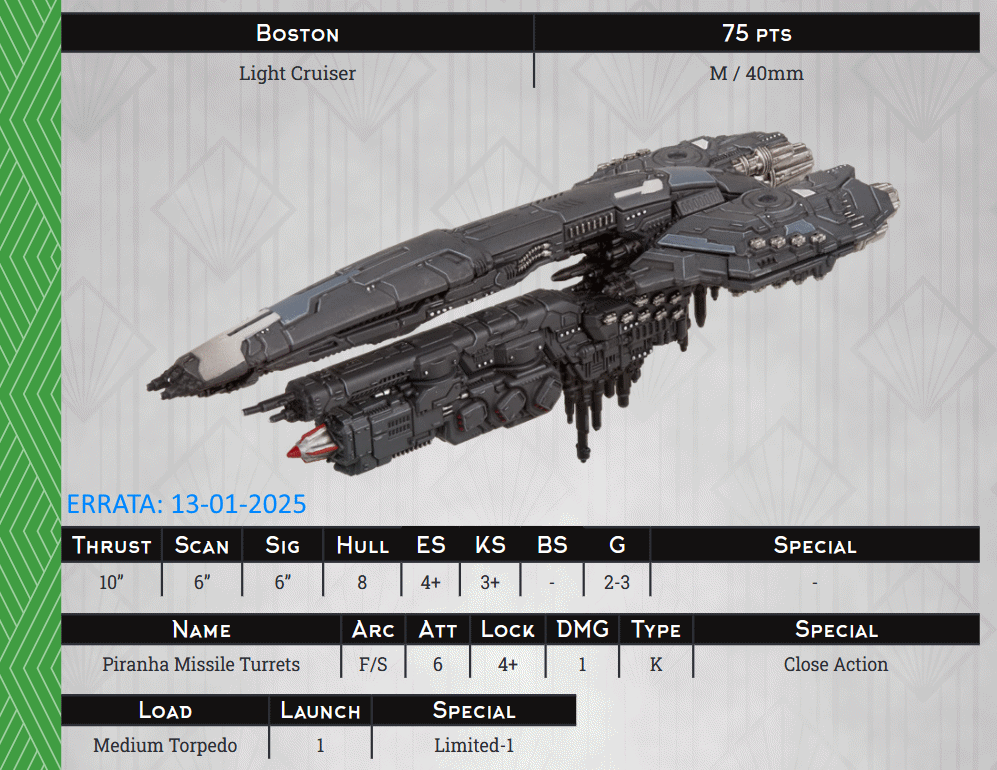 Boston 75 pts
Light Cruiser M / 40mm
ERRATA: 13-01-2025
Thrust Scan Sig Hull ES KS BS G Special
10” 6” 6” 8 4+ 3+ - 2-3 -
Name Arc Att Lock DMG Type Special
Piranha Missile Turrets F/S 6 4+ 1 K Close Action
Load Launch Special
Medium Torpedo 1 Limited-1